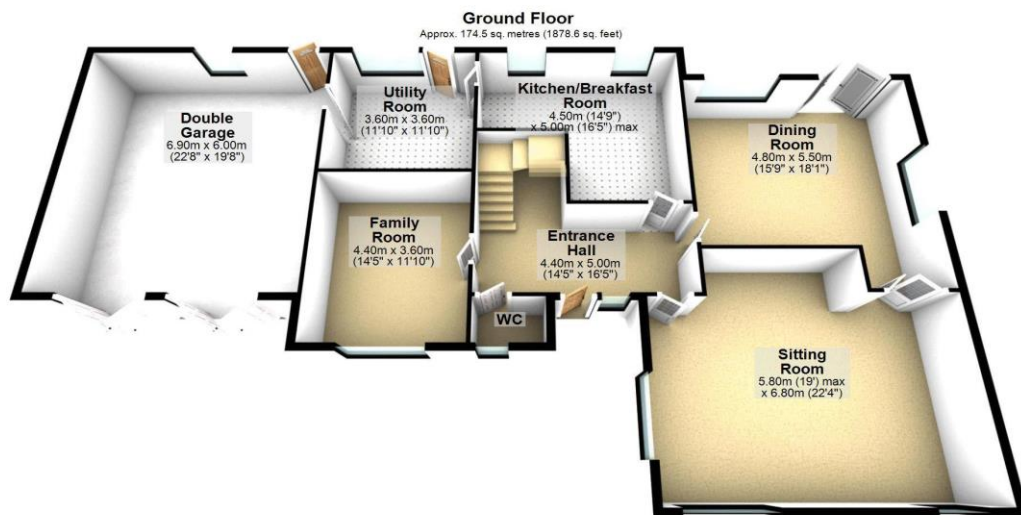 Ground Floor
Approx. 174.5 sq. metres (1878.6 sq. feet)
Double
Garage
6.90m x 6.00m
(22'8" x 19'8")
Utility
Room
3.60m x 3.60m
(11'10" x 11'10")
Kitchen/Breakfast
Room
4.50m (14'9")
x 5.00m (16'5") max
Dining
Room
4.80m x 5.50m
(15'9" x 18'1")
Family
Room
4.40m x 3.60m
(14'5" x 11'10")
Entrance
Hall
4.40m x 5.00m
(14'5" x 16'5")
WC
Sitting
Room
5.80m (19') max
x 6.80m (22'4")